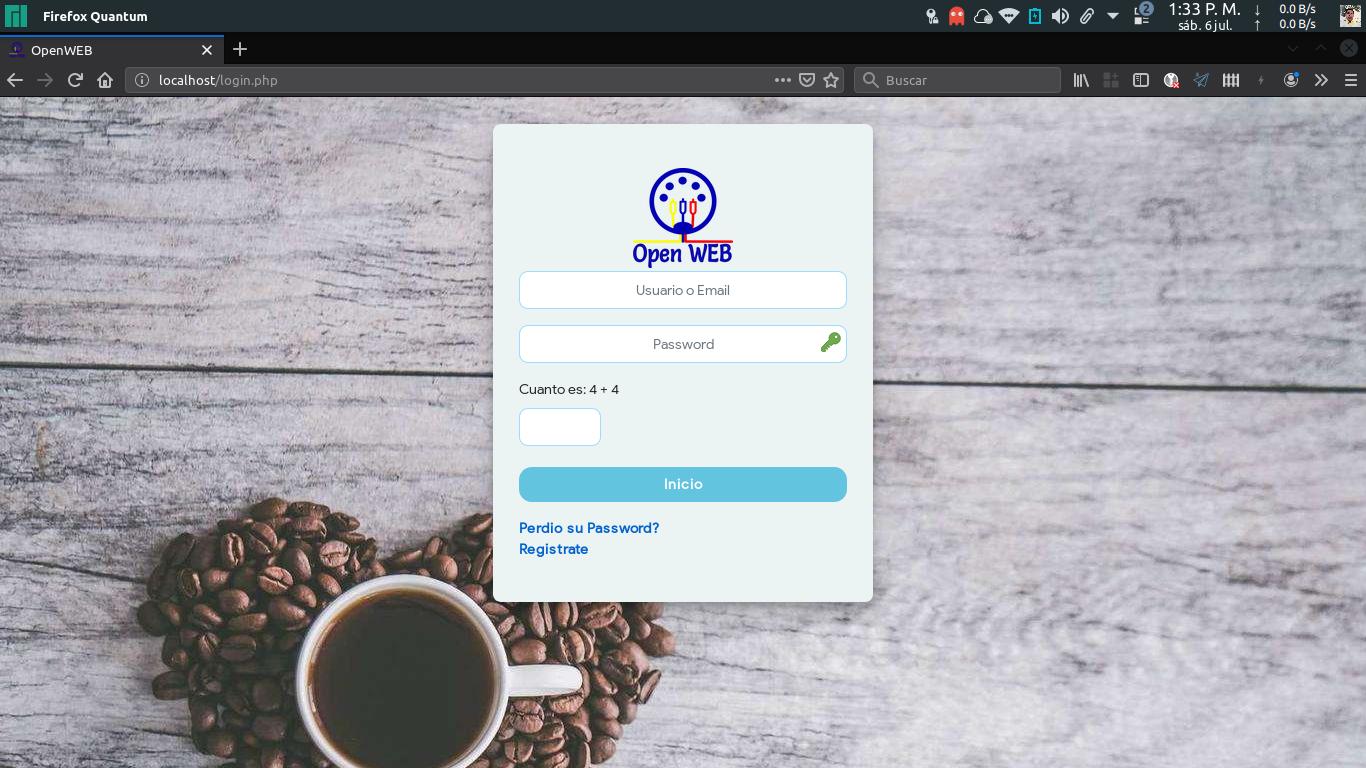 Firefox Quantum
2
1:33 P. M.
sáb. 6 jul.
↓ 0.0 B/s
↑ 0.0 B/s
OpenWEB
localhost/login.php
Buscar
Open WEB
Usuario o Email
Password
Cuanto es: 4 + 4
Inicio
Perdio su Password?
Registrate